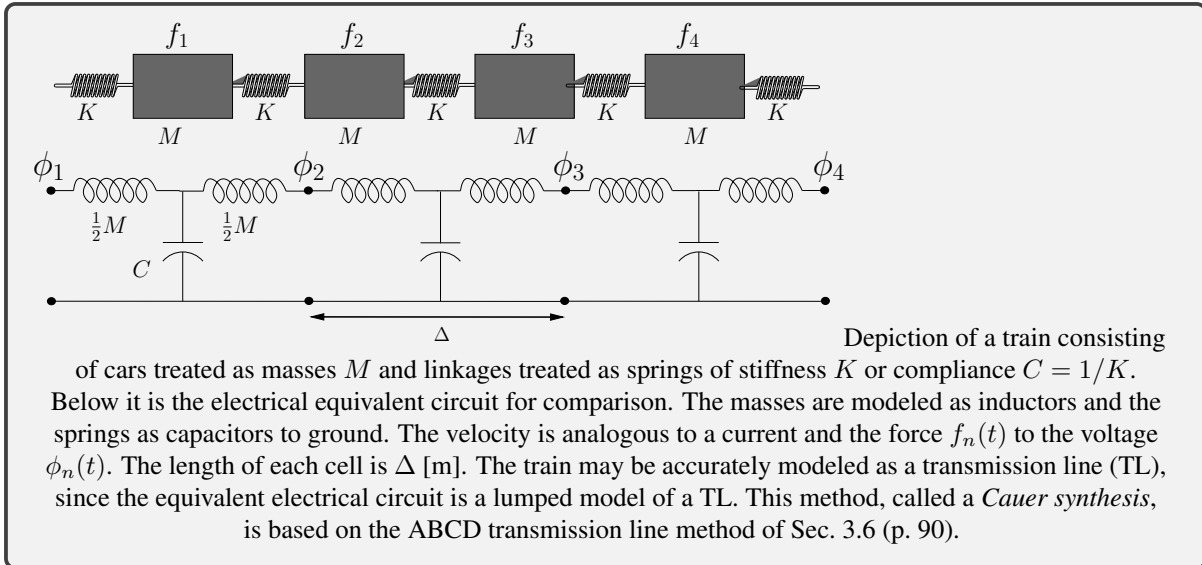 f₁ f₂ f₃ f₄
K K K K K
M M M M
ϕ₁ ϕ₂ ϕ₃ ϕ₄
½M ½M
C
Δ
Depiction of a train consisting
of cars treated as masses M and linkages treated as springs of stiffness K or compliance C = 1/K.
Below it is the electrical equivalent circuit for comparison. The masses are modeled as inductors and the
springs as capacitors to ground. The velocity is analogous to a current and the force fₙ(t) to the voltage
ϕₙ(t). The length of each cell is Δ [m]. The train may be accurately modeled as a transmission line (TL),
since the equivalent electrical circuit is a lumped model of a TL. This method, called a Cauer synthesis,
is based on the ABCD transmission line method of Sec. 3.6 (p. 90).